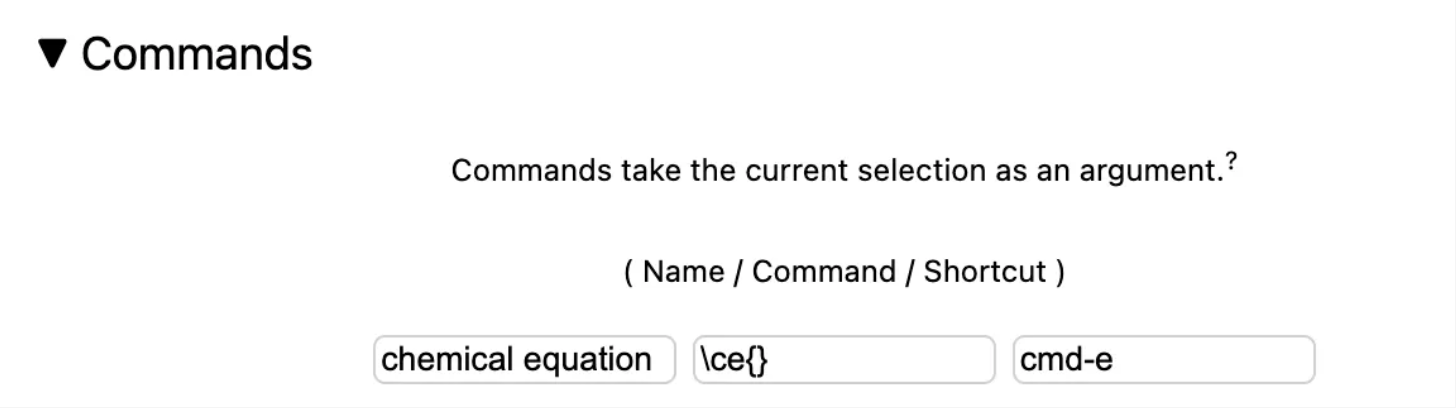 ▼ Commands
Commands take the current selection as an argument.?
( Name / Command / Shortcut )
chemical equation \ce{} cmd-e